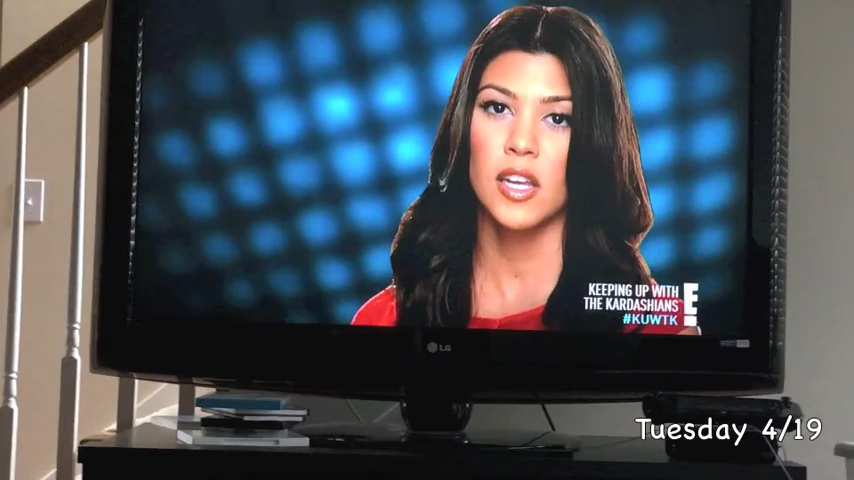 KEEPING UP WITH
THE KARDASHIANS
E!
#KUWTK
LG
Tuesday 4/19